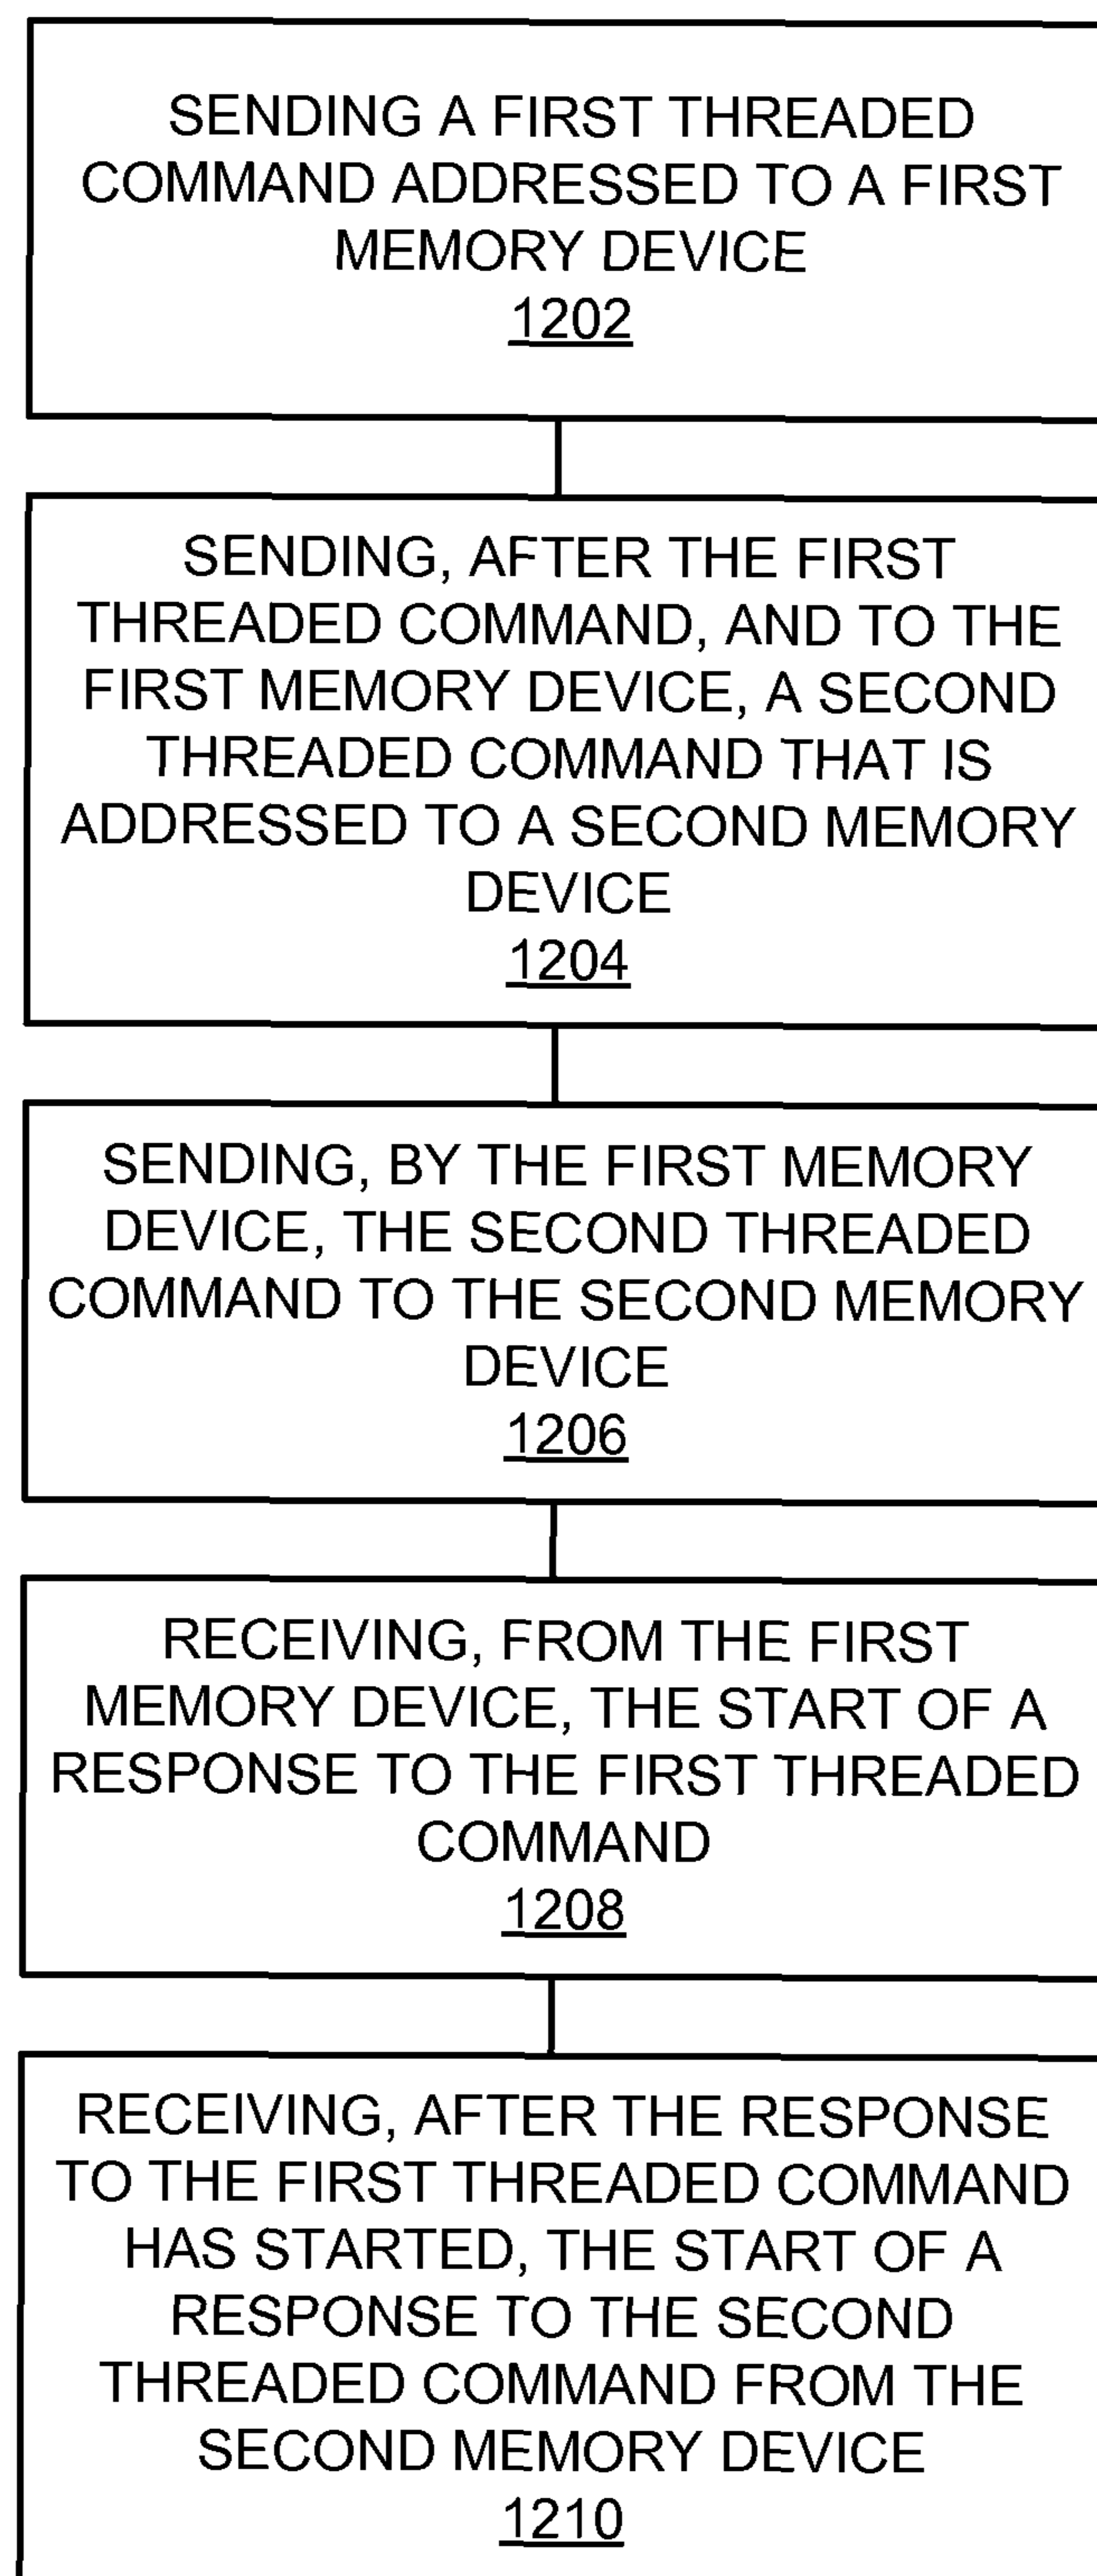 SENDING A FIRST THREADED
COMMAND ADDRESSED TO A FIRST
MEMORY DEVICE
1202
SENDING, AFTER THE FIRST
THREADED COMMAND, AND TO THE
FIRST MEMORY DEVICE, A SECOND
THREADED COMMAND THAT IS
ADDRESSED TO A SECOND MEMORY
DEVICE
1204
SENDING, BY THE FIRST MEMORY
DEVICE, THE SECOND THREADED
COMMAND TO THE SECOND MEMORY
DEVICE
1206
RECEIVING, FROM THE FIRST
MEMORY DEVICE, THE START OF A
RESPONSE TO THE FIRST THREADED
COMMAND
1208
RECEIVING, AFTER THE RESPONSE
TO THE FIRST THREADED COMMAND
HAS STARTED, THE START OF A
RESPONSE TO THE SECOND
THREADED COMMAND FROM THE
SECOND MEMORY DEVICE
1210